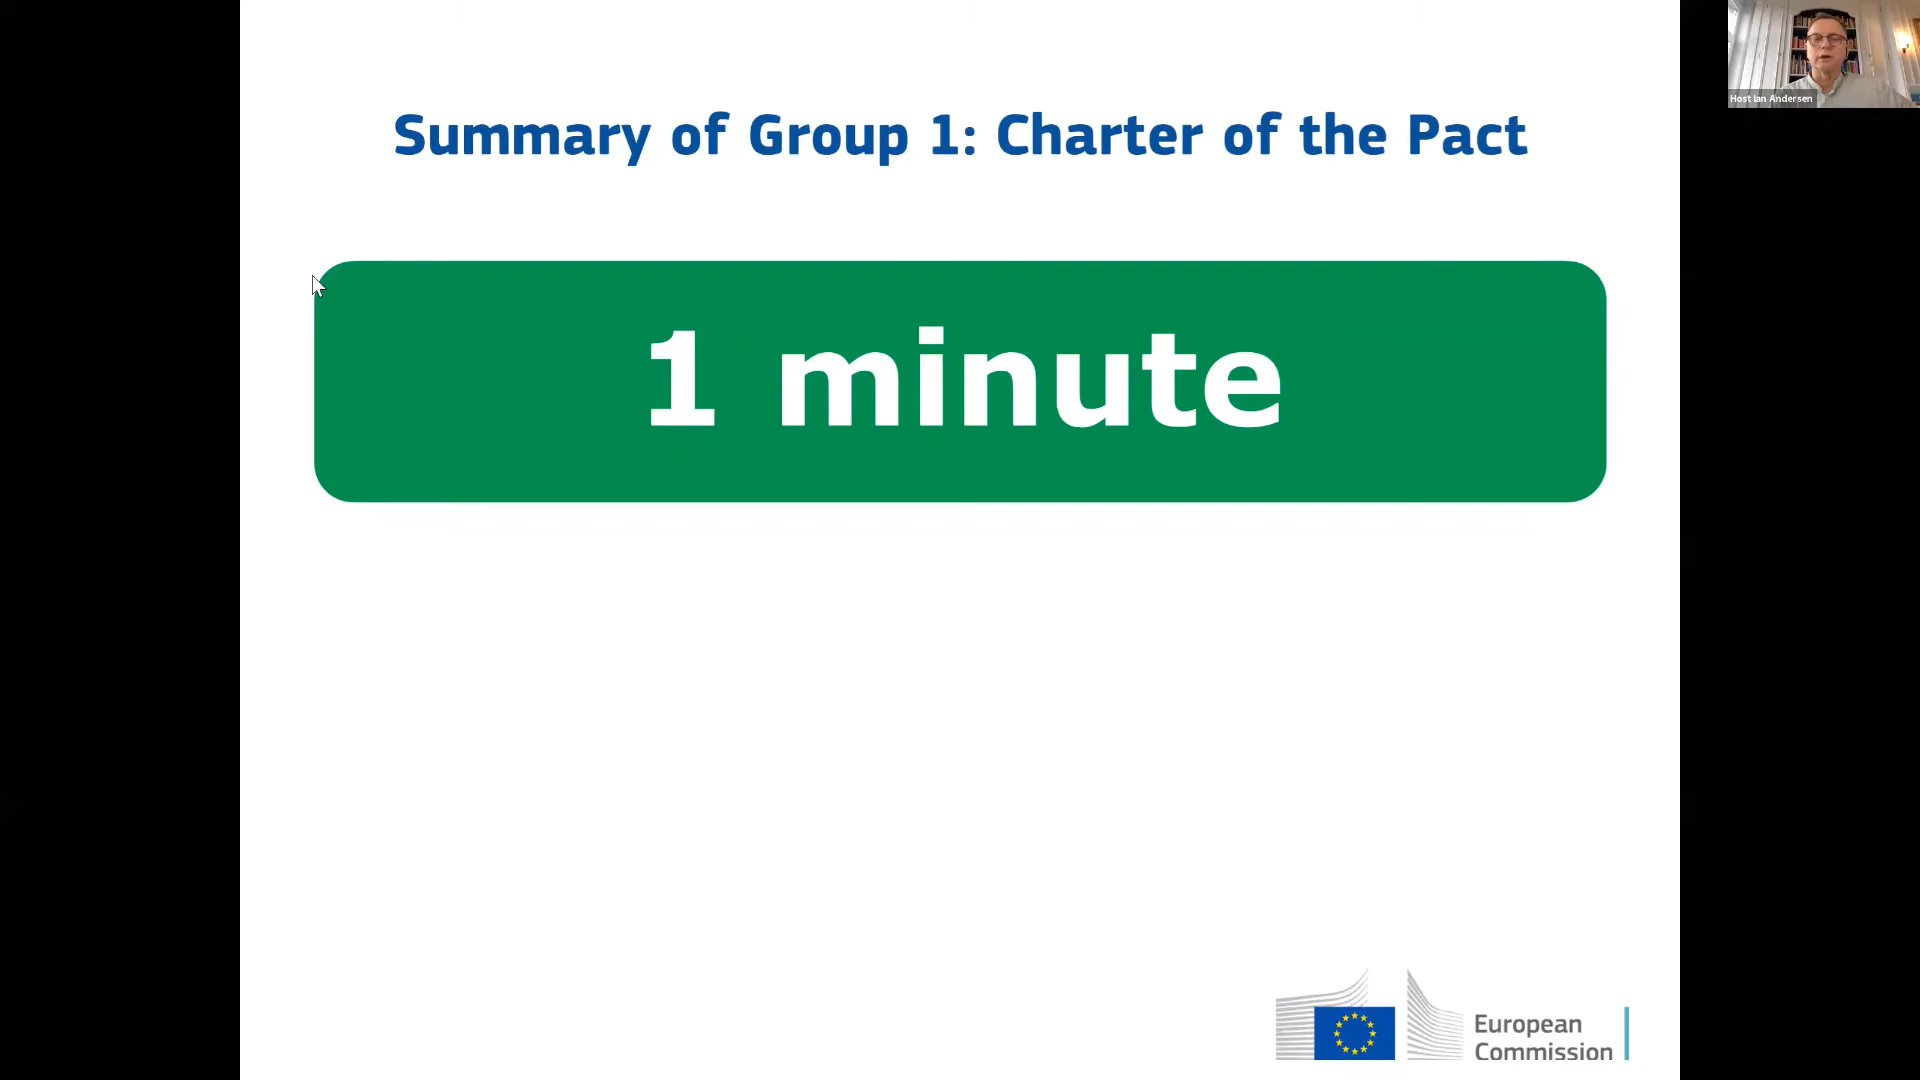 Summary of Group 1: Charter of the Pact
Host Ian Andersen
1 minute
European
Commission